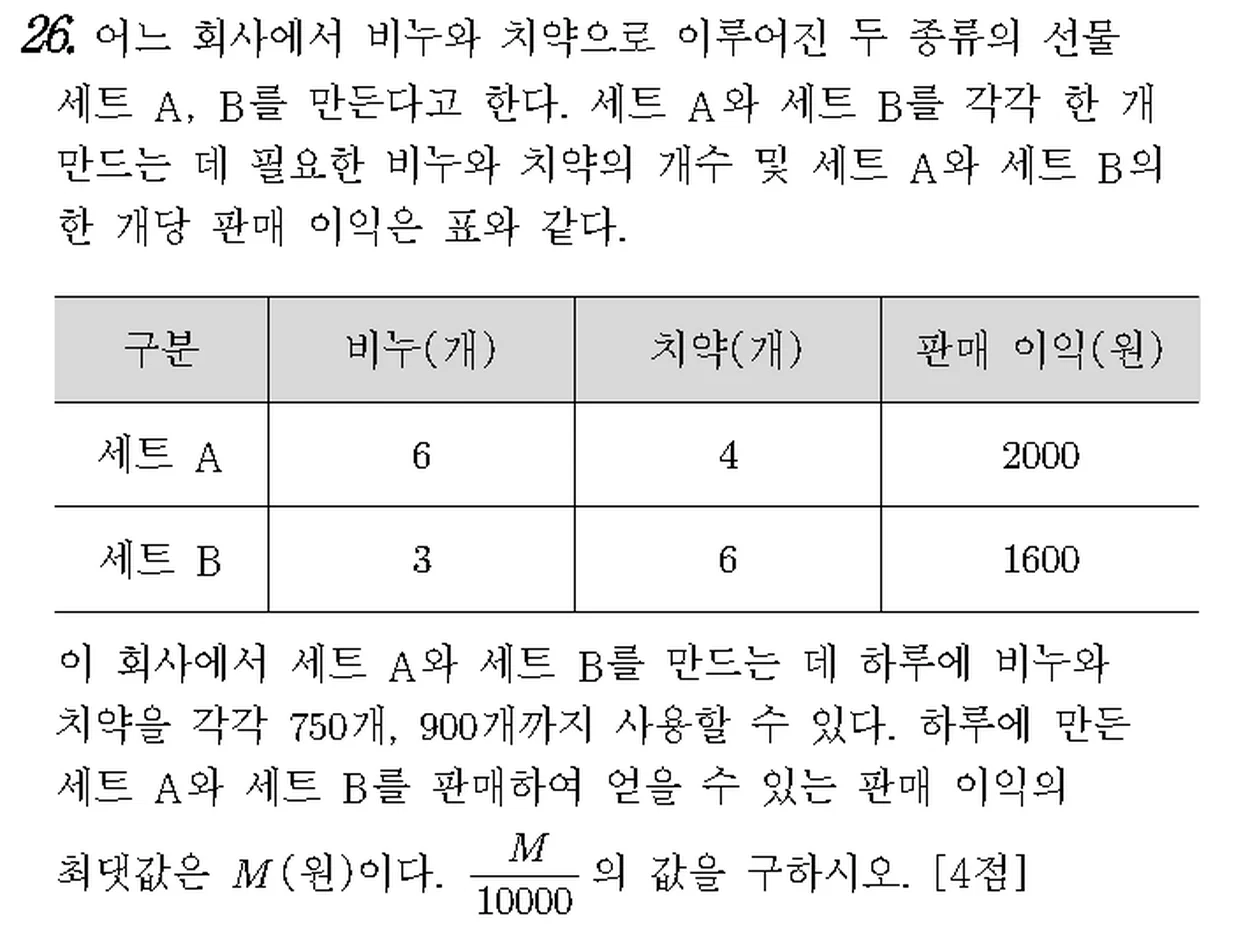 26. 어느 회사에서 비누와 치약으로 이루어진 두 종류의 선물
세트 A, B를 만든다고 한다. 세트 A와 세트 B를 각각 한 개
만드는 데 필요한 비누와 치약의 개수 및 세트 A와 세트 B의
한 개당 판매 이익은 표와 같다.
구분 비누(개) 치약(개) 판매 이익(원)
세트 A 6 4 2000
세트 B 3 6 1600
이 회사에서 세트 A와 세트 B를 만드는 데 하루에 비누와
치약을 각각 750개, 900개까지 사용할 수 있다. 하루에 만든
세트 A와 세트 B를 판매하여 얻을 수 있는 판매 이익의
최댓값은 M(원)이다. M/10000 의 값을 구하시오. [4점]